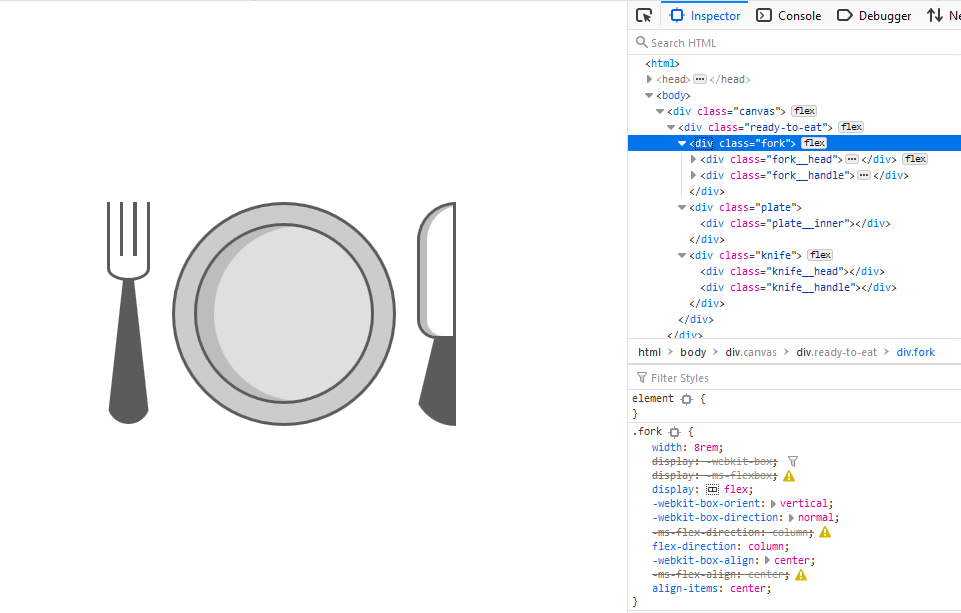 Inspector Console Debugger Ne
Search HTML
<html>
<head> ••• </head>
<body>
<div class="canvas"> flex
<div class="ready-to-eat"> flex
<div class="fork"> flex
<div class="fork__head"> ••• </div> flex
<div class="fork__handle"> ••• </div>
</div>
<div class="plate">
<div class="plate__inner"></div>
</div>
<div class="knife"> flex
<div class="knife__head"></div>
<div class="knife__handle"></div>
</div>
</div>
</div>
html > body > div.canvas > div.ready-to-eat > div.fork
Filter Styles
element {
}
.fork {
width: 8rem;
display: -webkit-box;
display: -ms-flexbox;
display: flex;
-webkit-box-orient: vertical;
-webkit-box-direction: normal;
-ms-flex-direction: column;
flex-direction: column;
-webkit-box-align: center;
-ms-flex-align: center;
align-items: center;
}